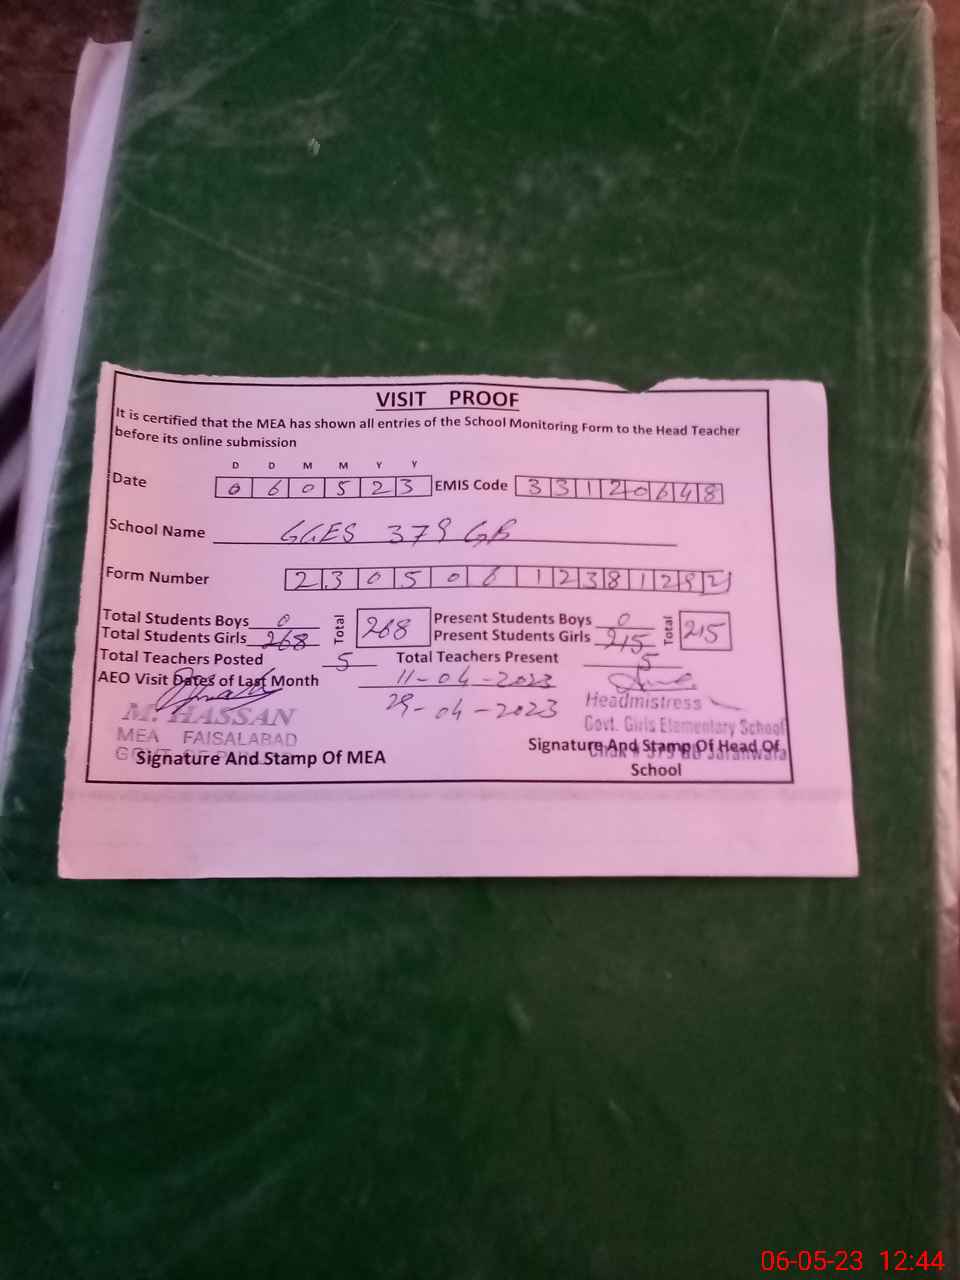 VISIT PROOF
It is certified that the MEA has shown all entries of the School Monitoring Form to the Head Teacher
before its online submission
D D M M Y Y
Date 0 6 0 5 2 3 EMIS Code 3 3 1 2 0 6 4 8
School Name GGES 379 GB
Form Number 2 3 0 5 0 6 1 2 3 8 1 2 9 2
Total Students Boys 0 Total 268 Present Students Boys 0 Total 215
Total Students Girls 268 Present Students Girls 215
Total Teachers Posted 5 Total Teachers Present 5
AEO Visit Dates of Last Month 11-04-2023
29-04-2023
M. HASSAN
MEA FAISALABAD
Headmistress
Govt. Girls Elementary School
Chak # 379 GB Jaranwala
Signature And Stamp Of MEA
Signature And Stamp Of Head Of
School
06-05-23 12:44